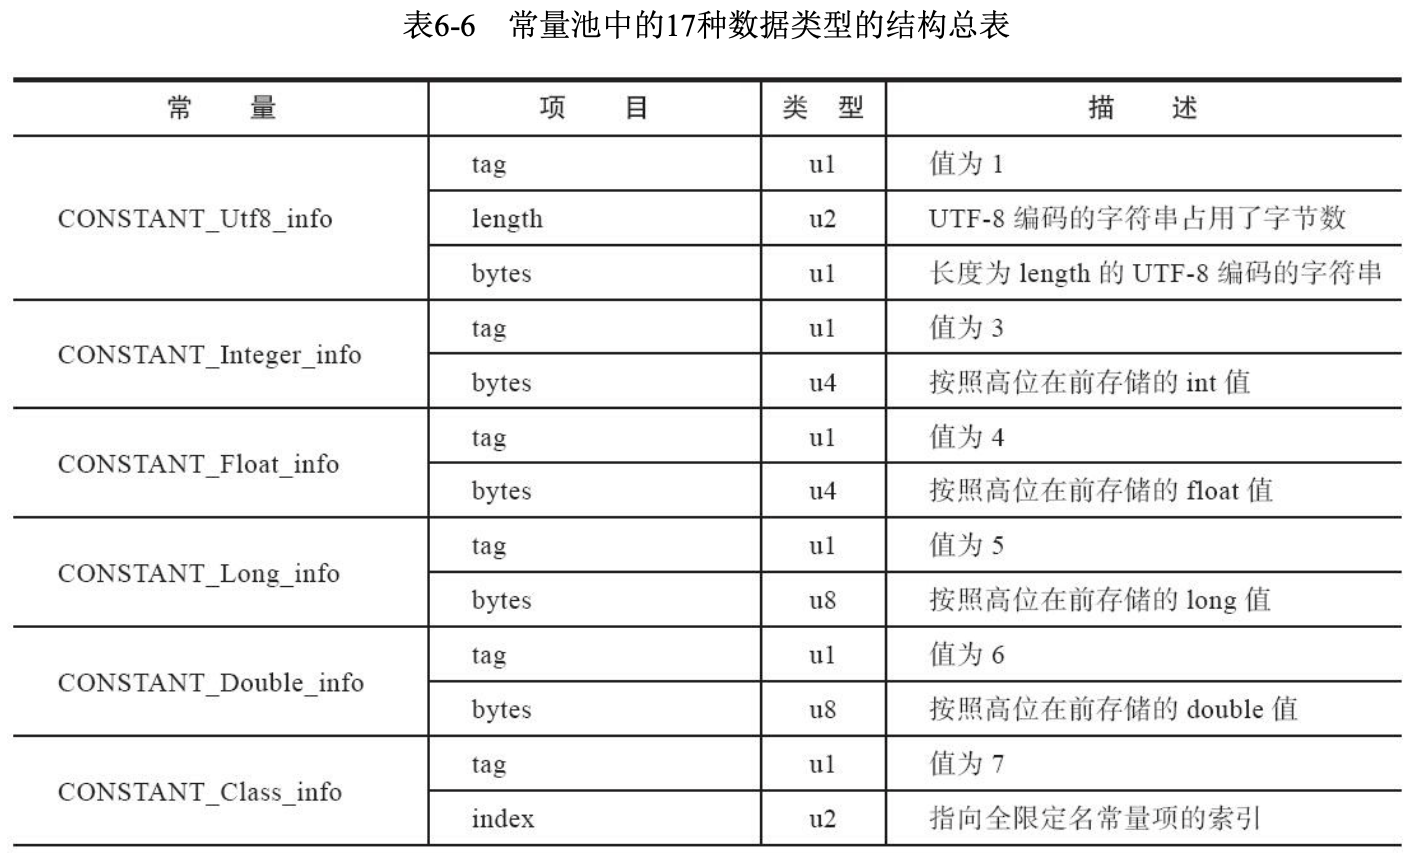 表6-6 常量池中的17种数据类型的结构总表
常 量 项 目 类 型 描 述
CONSTANT_Utf8_info
tag u1 值为 1
length u2 UTF-8 编码的字符串占用了字节数
bytes u1 长度为 length 的 UTF-8 编码的字符串
CONSTANT_Integer_info
tag u1 值为 3
bytes u4 按照高位在前存储的 int 值
CONSTANT_Float_info
tag u1 值为 4
bytes u4 按照高位在前存储的 float 值
CONSTANT_Long_info
tag u1 值为 5
bytes u8 按照高位在前存储的 long 值
CONSTANT_Double_info
tag u1 值为 6
bytes u8 按照高位在前存储的 double 值
CONSTANT_Class_info
tag u1 值为 7
index u2 指向全限定名常量项的索引